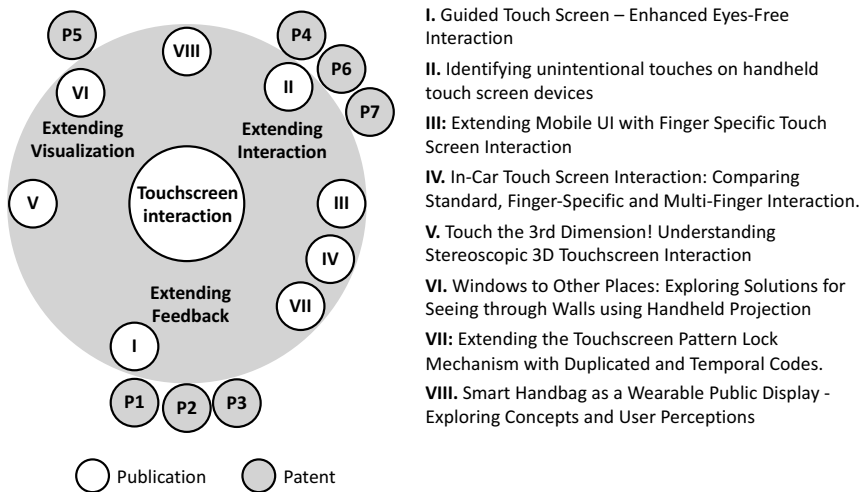 P5
VIII
P4
P6
P7
VI
II
Extending
Visualization
Extending
Interaction
V
Touchscreen
interaction
III
IV
Extending
Feedback
VII
I
P1
P2
P3
Publication
Patent
I. Guided Touch Screen – Enhanced Eyes-Free
Interaction
II. Identifying unintentional touches on handheld
touch screen devices
III: Extending Mobile UI with Finger Specific Touch
Screen Interaction
IV. In-Car Touch Screen Interaction: Comparing
Standard, Finger-Specific and Multi-Finger Interaction.
V. Touch the 3rd Dimension! Understanding
Stereoscopic 3D Touchscreen Interaction
VI. Windows to Other Places: Exploring Solutions for
Seeing through Walls using Handheld Projection
VII: Extending the Touchscreen Pattern Lock
Mechanism with Duplicated and Temporal Codes.
VIII. Smart Handbag as a Wearable Public Display -
Exploring Concepts and User Perceptions